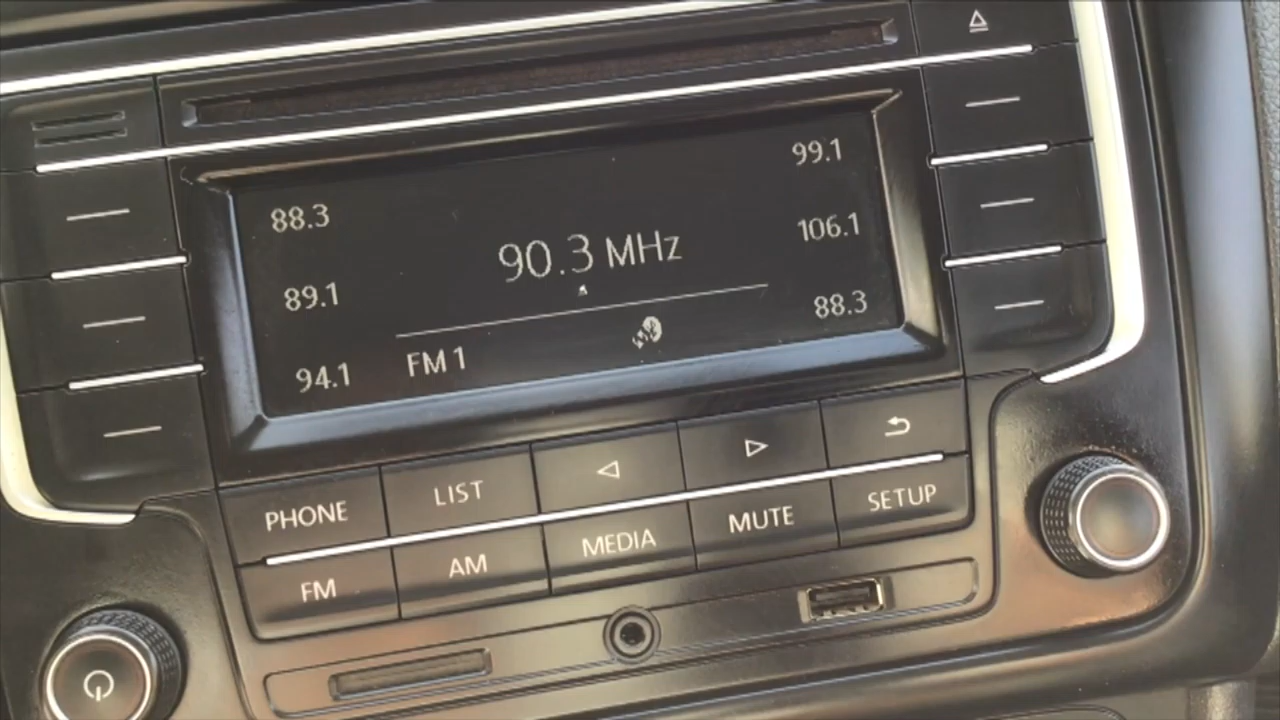 88.3
89.1
94.1
90.3 MHz
FM 1
99.1
106.1
88.3
PHONE
LIST
FM
AM
MEDIA
MUTE
SETUP